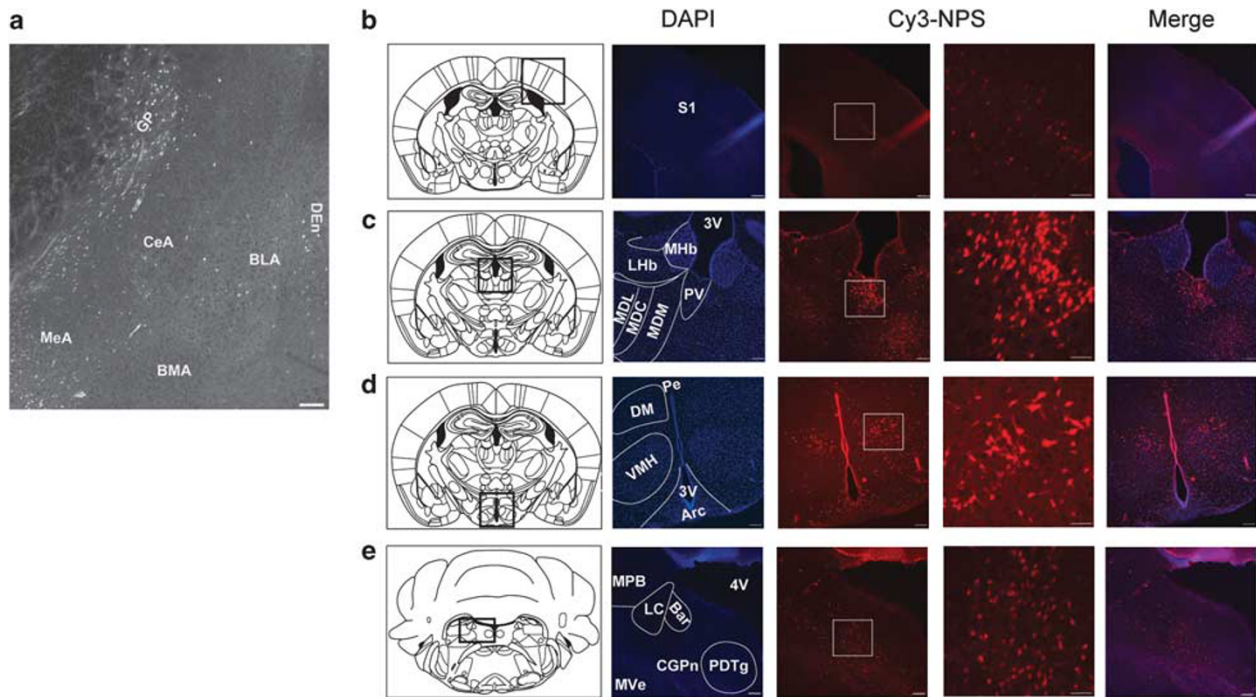 a
GP
CeA
BLA
DEn
MeA
BMA
b
DAPI
Cy3-NPS
Merge
S1
c
3V
MHb
LHb
PV
MDL
MDC
MDM
d
Pe
DM
VMH
3V
Arc
e
MPB
4V
LC
Bar
CGPn
PDTg
MVe